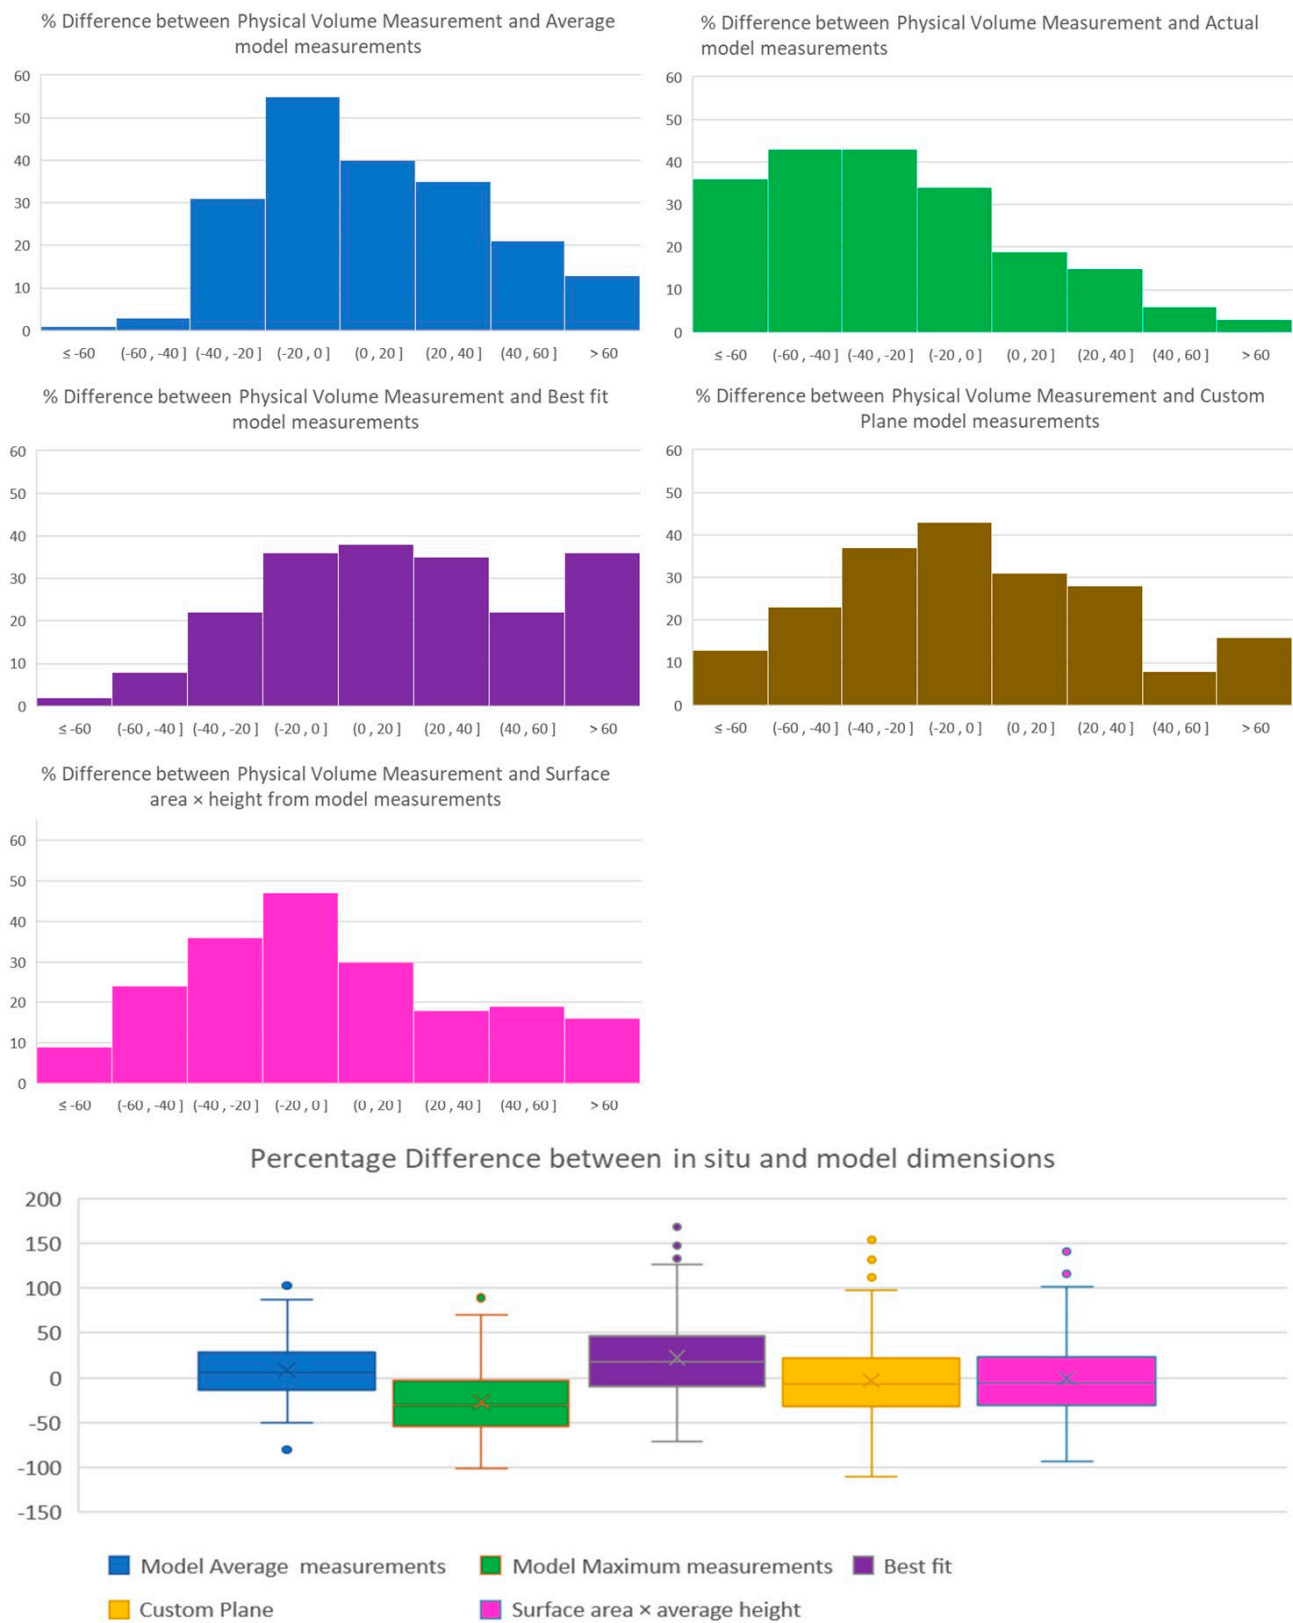 % Difference between Physical Volume Measurement and Average
model measurements
60
50
40
30
20
10
0
≤ -60 (-60 , -40 ] (-40 , -20 ] (-20 , 0 ] (0 , 20 ] (20 , 40 ] (40 , 60 ] > 60
% Difference between Physical Volume Measurement and Actual
model measurements
60
50
40
30
20
10
0
≤ -60 (-60 , -40 ] (-40 , -20 ] (-20 , 0 ] (0 , 20 ] (20 , 40 ] (40 , 60 ] > 60
% Difference between Physical Volume Measurement and Best fit
model measurements
60
50
40
30
20
10
0
≤ -60 (-60 , -40 ] (-40 , -20 ] (-20 , 0 ] (0 , 20 ] (20 , 40 ] (40 , 60 ] > 60
% Difference between Physical Volume Measurement and Custom
Plane model measurements
60
50
40
30
20
10
0
≤ -60 (-60 , -40 ] (-40 , -20 ] (-20 , 0 ] (0 , 20 ] (20 , 40 ] (40 , 60 ] > 60
% Difference between Physical Volume Measurement and Surface
area × height from model measurements
60
50
40
30
20
10
0
≤ -60 (-60 , -40 ] (-40 , -20 ] (-20 , 0 ] (0 , 20 ] (20 , 40 ] (40 , 60 ] > 60
Percentage Difference between in situ and model dimensions
200
150
100
50
0
-50
-100
-150
Model Average measurements Model Maximum measurements Best fit
Custom Plane Surface area × average height